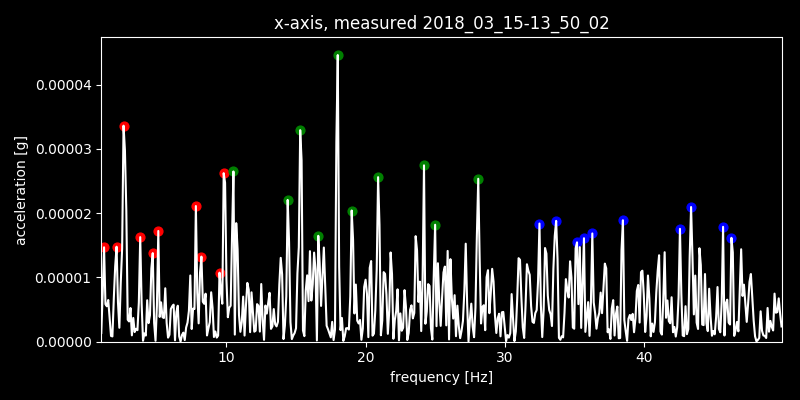 x-axis, measured 2018_03_15-13_50_02
acceleration [g]
0.00004
0.00003
0.00002
0.00001
0.00000
10 20 30 40
frequency [Hz]